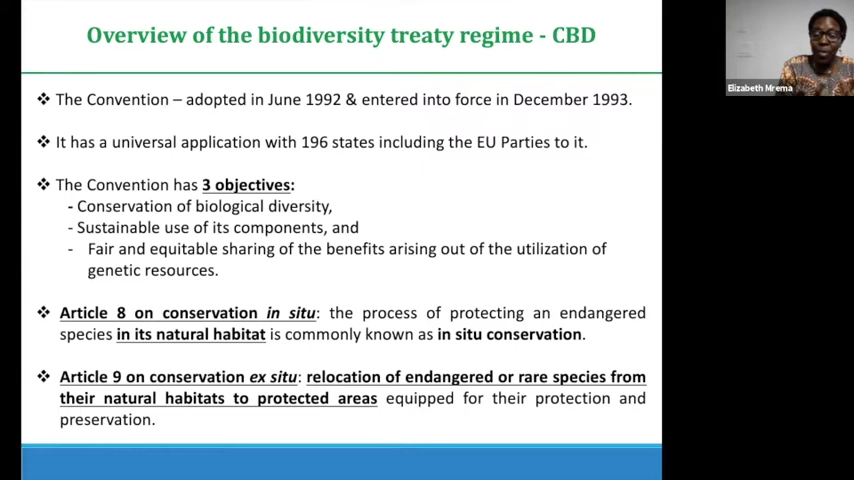 Overview of the biodiversity treaty regime - CBD
Elizabeth Mrema
❖ The Convention – adopted in June 1992 & entered into force in December 1993.
❖ It has a universal application with 196 states including the EU Parties to it.
❖ The Convention has 3 objectives:
- Conservation of biological diversity,
- Sustainable use of its components, and
- Fair and equitable sharing of the benefits arising out of the utilization of
genetic resources.
❖ Article 8 on conservation in situ: the process of protecting an endangered
species in its natural habitat is commonly known as in situ conservation.
❖ Article 9 on conservation ex situ: relocation of endangered or rare species from
their natural habitats to protected areas equipped for their protection and
preservation.